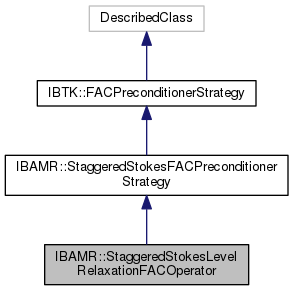 DescribedClass
IBTK::FACPreconditionerStrategy
IBAMR::StaggeredStokesFACPreconditioner
Strategy
IBAMR::StaggeredStokesLevel
RelaxationFACOperator